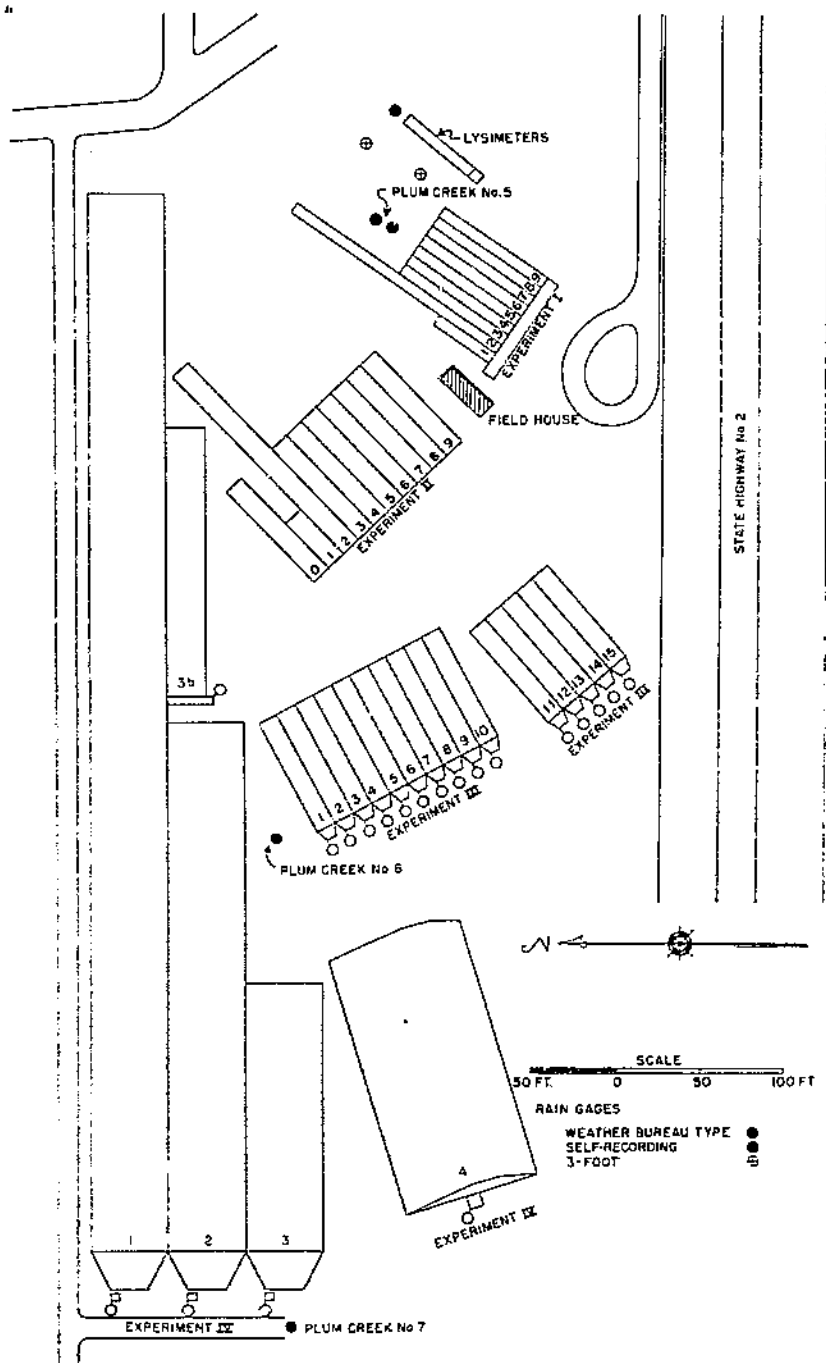 LYSIMETERS
PLUM CREEK No. 5
1 2 3 4 5 6 7 8 9
EXPERIMENT I
FIELD HOUSE
STATE HIGHWAY No 2
0 1 2 3 4 5 6 7 8 9
EXPERIMENT II
3b
11 12 13 14 15
EXPERIMENT III
1 2 3 4 5 6 7 8 9 10
EXPERIMENT III
PLUM CREEK No 6
N
SCALE
50 FT. 0 50 100 FT
RAIN GAGES
WEATHER BUREAU TYPE
SELF-RECORDING
3-FOOT
4
EXPERIMENT IV
1 2 3
EXPERIMENT IV
PLUM CREEK No 7